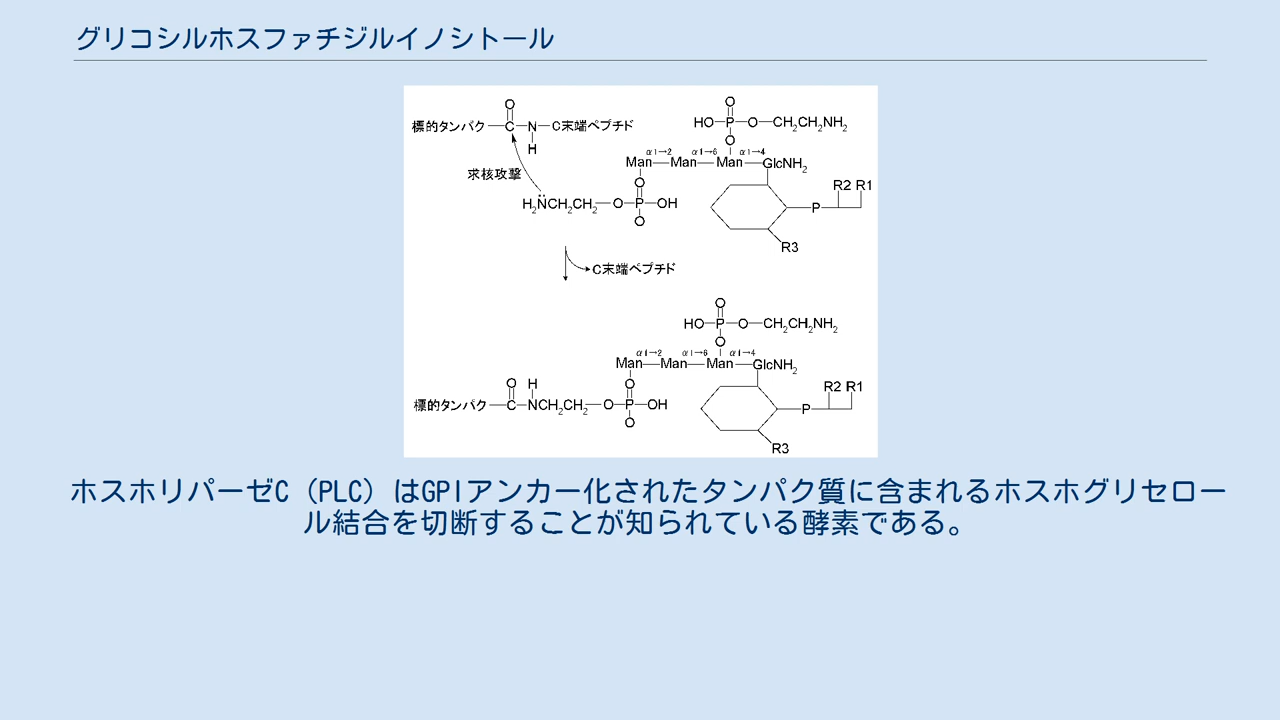 グリコシルホスファチジルイノシトール
O
標的タンパク C N C末端ペプチド
H
求核攻撃
H2NCH2CH2 O P OH
O
O
O
HO P O CH2CH2NH2
O
α1→2 α1→6 α1→4
Man Man Man GlcNH2
R2 R1
P
R3
C末端ペプチド
O
HO P O CH2CH2NH2
O
α1→2 α1→6 α1→4
Man Man Man GlcNH2
O H O
標的タンパク C NCH2CH2 O P OH
O
R2 R1
P
R3
ホスホリパーゼC（PLC）はGPIアンカー化されたタンパク質に含まれるホスホグリセロー
ル結合を切断することが知られている酵素である。